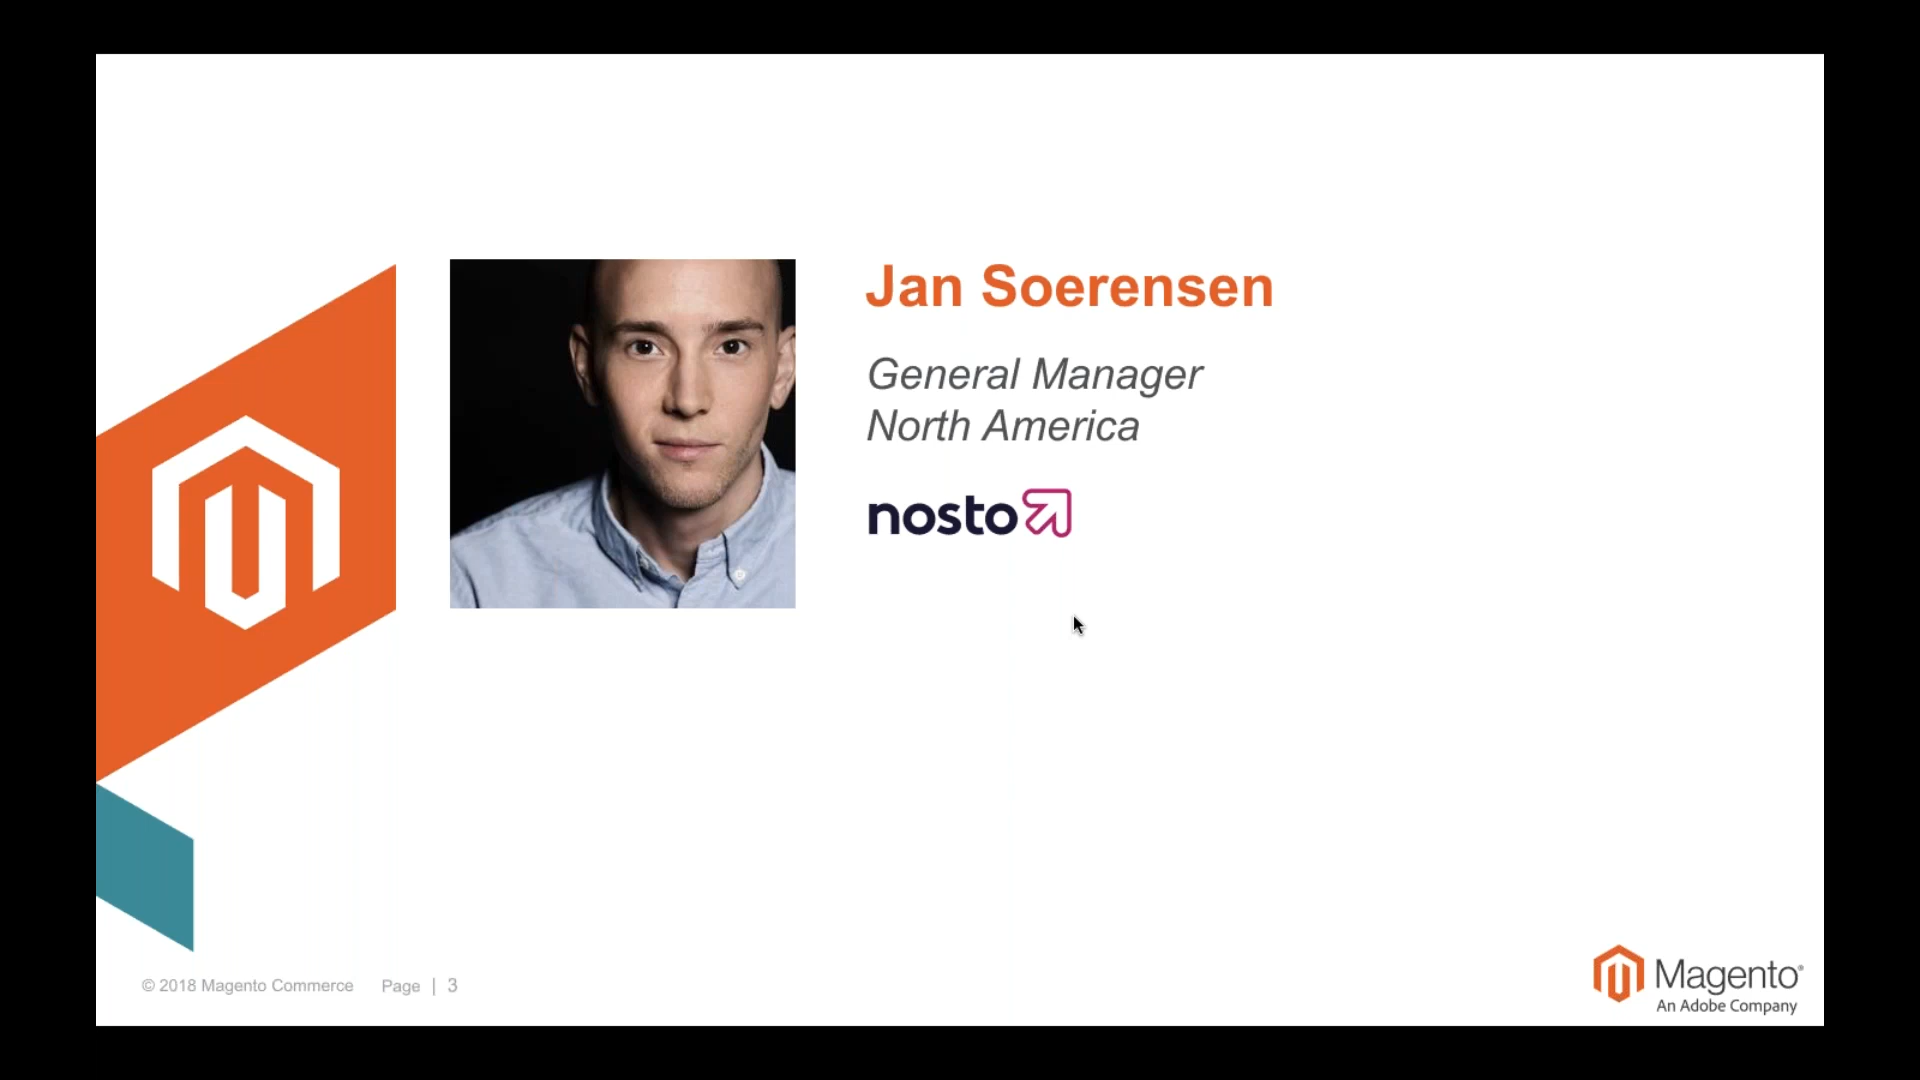 Jan Soerensen
General Manager
North America
nosto
© 2018 Magento Commerce Page | 3
Magento®
An Adobe Company